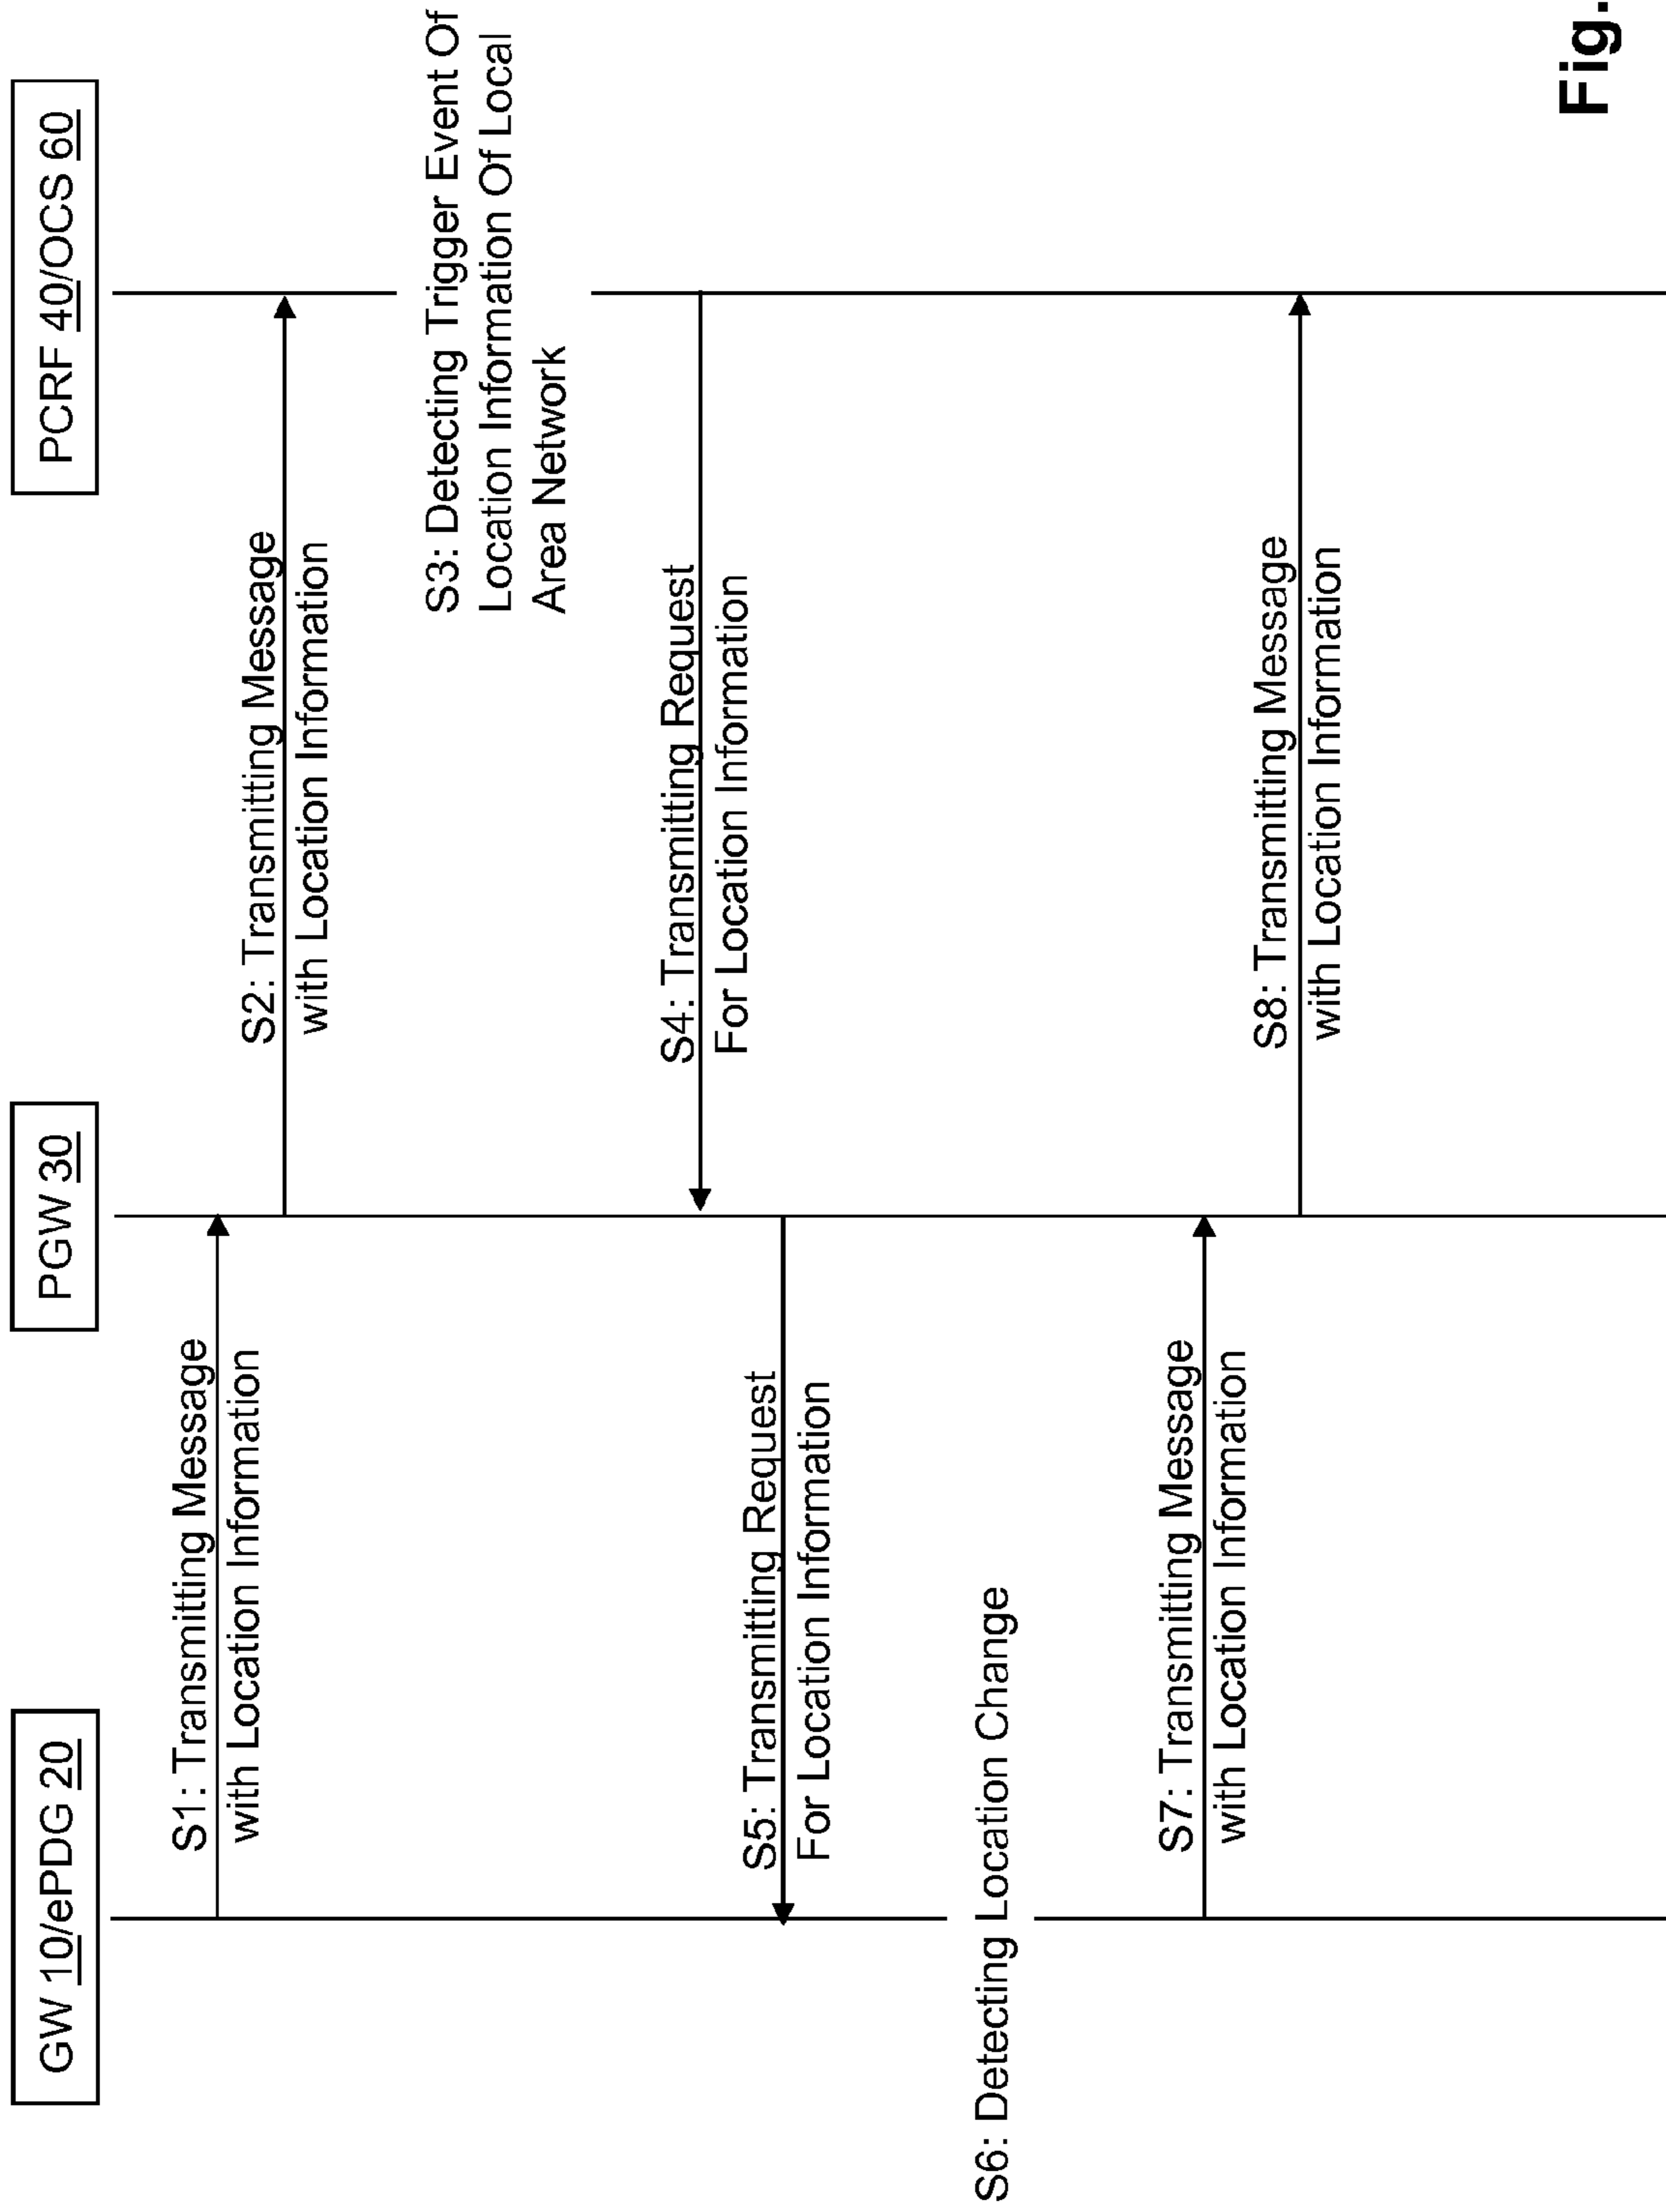 GW 10/ePDG 20
PGW 30
PCRF 40/OCS 60
S1: Transmitting Message
with Location Information
S2: Transmitting Message
with Location Information
S3: Detecting Trigger Event Of
Location Information Of Local
Area Network
S4: Transmitting Request
For Location Information
S5: Transmitting Request
For Location Information
S6: Detecting Location Change
S7: Transmitting Message
with Location Information
S8: Transmitting Message
with Location Information
Fig.